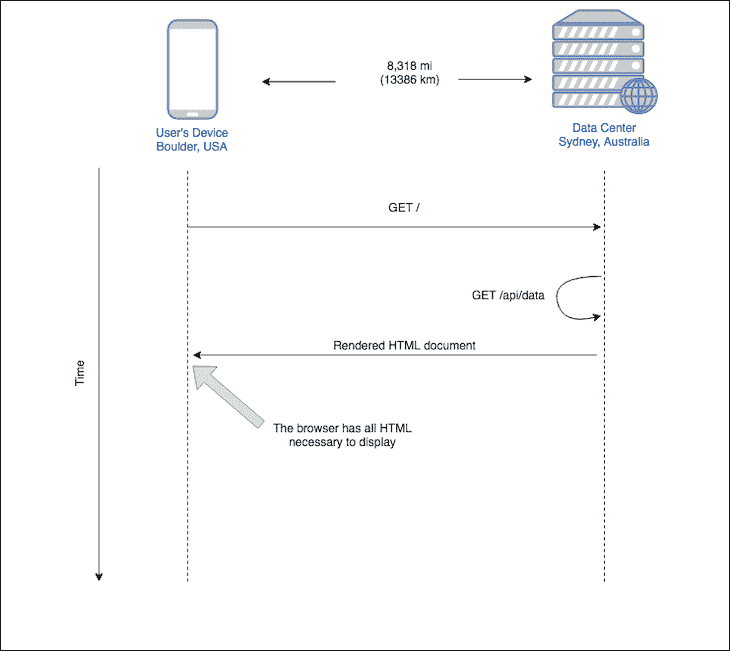 8,318 mi
(13386 km)
User's Device
Boulder, USA
Data Center
Sydney, Australia
GET /
GET /api/data
Rendered HTML document
Time
The browser has all HTML
necessary to display